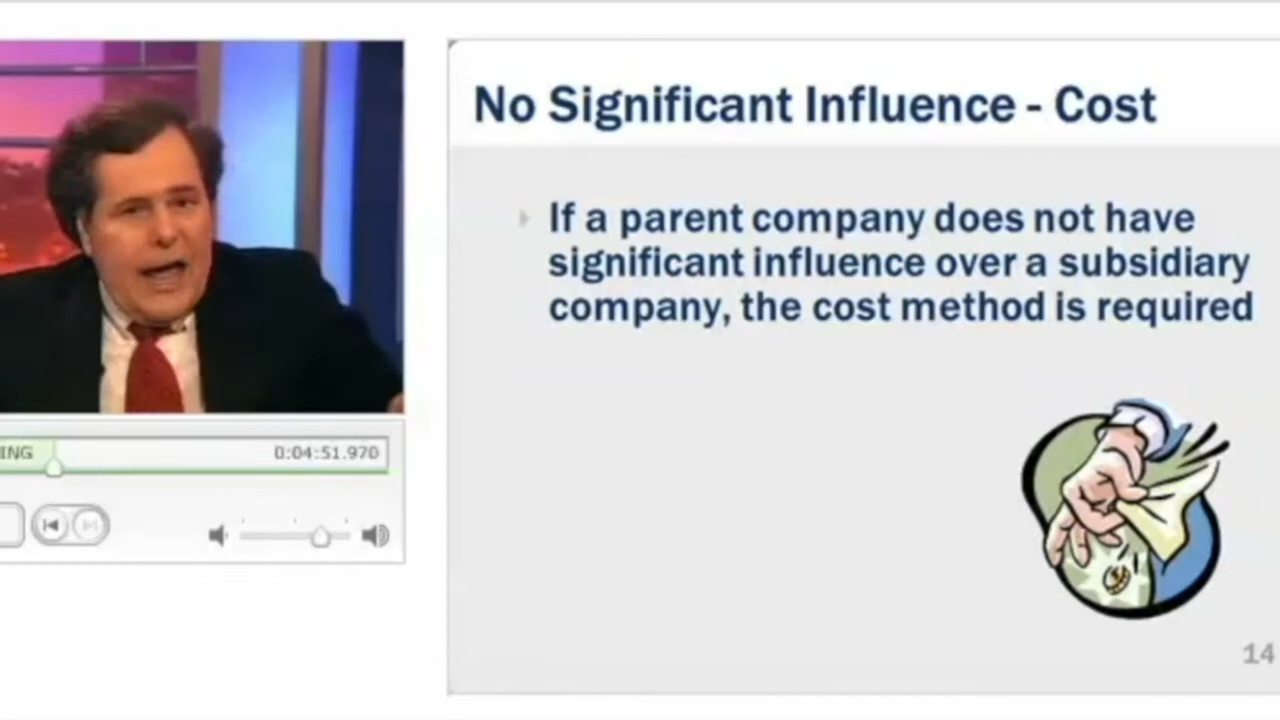 No Significant Influence - Cost
If a parent company does not have
significant influence over a subsidiary
company, the cost method is required
ING
0:04:51.970
14